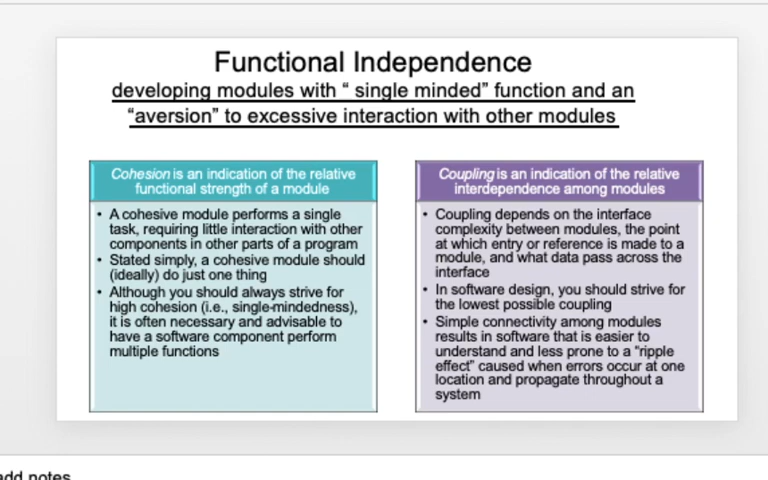 Functional Independence
developing modules with “ single minded” function and an
“aversion” to excessive interaction with other modules
Cohesion is an indication of the relative
functional strength of a module
• A cohesive module performs a single
task, requiring little interaction with other
components in other parts of a program
• Stated simply, a cohesive module should
(ideally) do just one thing
• Although you should always strive for
high cohesion (i.e., single-mindedness),
it is often necessary and advisable to
have a software component perform
multiple functions
Coupling is an indication of the relative
interdependence among modules
• Coupling depends on the interface
complexity between modules, the point
at which entry or reference is made to a
module, and what data pass across the
interface
• In software design, you should strive for
the lowest possible coupling
• Simple connectivity among modules
results in software that is easier to
understand and less prone to a “ripple
effect” caused when errors occur at one
location and propagate throughout a
system
add notes